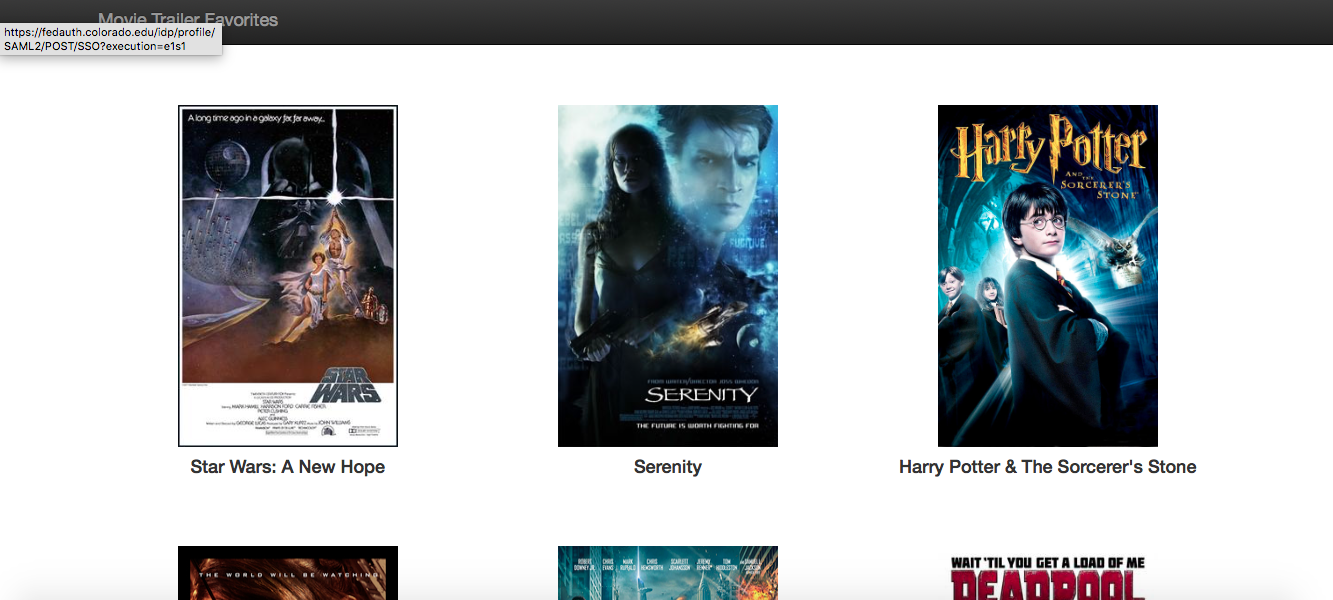 Movie Trailer Favorites
https://fedauth.colorado.edu/idp/profile/
SAML2/POST/SSO?execution=e1s1
A long time ago in a galaxy far, far away...
STAR
WARS
Star Wars: A New Hope
FUGITIVE
FROM WRITER/DIRECTOR JOSS WHEDON
SERENITY
THE FUTURE IS WORTH FIGHTING FOR
Serenity
Harry Potter
AND THE
SORCERER'S
STONE
Harry Potter & The Sorcerer's Stone
THE WORLD WILL BE WATCHING
ROBERT DOWNEY JR. CHRIS EVANS MARK RUFFALO CHRIS HEMSWORTH SCARLETT JOHANSSON JEREMY RENNER TOM HIDDLESTON SAMUEL L. JACKSON
WAIT 'TIL YOU GET A LOAD OF ME
DEADPOOL